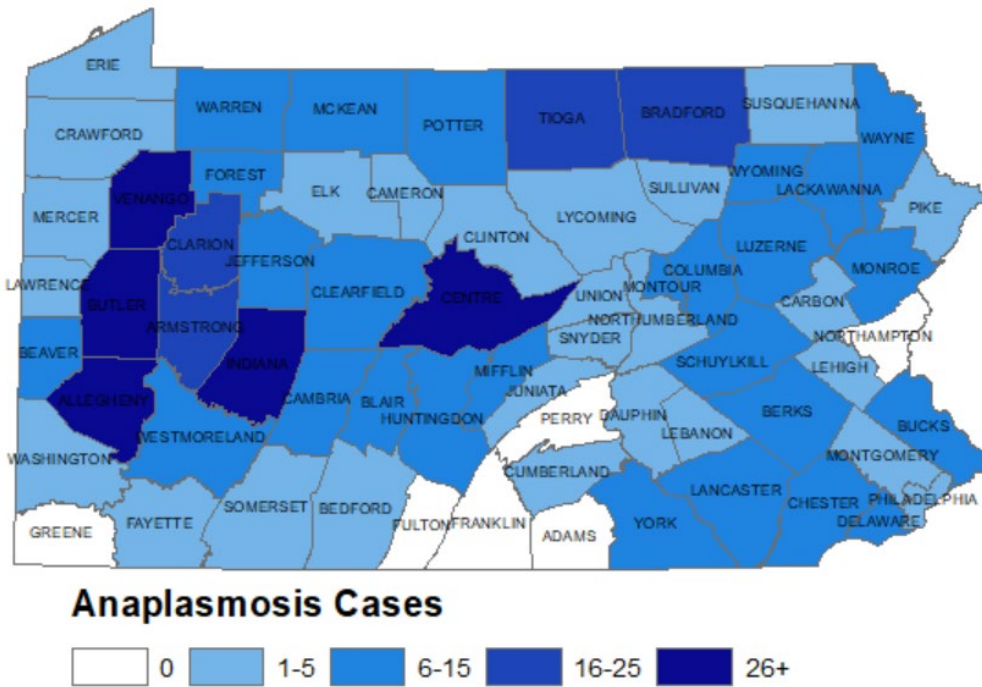 ERIE
WARREN
MCKEAN
POTTER
TIOGA
BRADFORD
SUSQUEHANNA
CRAWFORD
WAYNE
FOREST
WYOMING
LACKAWANNA
VENANGO
ELK
CAMERON
SULLIVAN
PIKE
MERCER
LYCOMING
CLARION
CLINTON
LUZERNE
JEFFERSON
COLUMBIA
MONROE
LAWRENCE
CLEARFIELD
CENTRE
UNION
MONTOUR
CARBON
BUTLER
ARMSTRONG
NORTHUMBERLAND
NORTHAMPTON
SNYDER
BEAVER
INDIANA
MIFFLIN
SCHUYLKILL
LEHIGH
ALLEGHENY
CAMBRIA
BLAIR
JUNIATA
HUNTINGDON
PERRY
DAUPHIN
BERKS
WESTMORELAND
LEBANON
BUCKS
WASHINGTON
MONTGOMERY
CUMBERLAND
LANCASTER
PHILADELPHIA
SOMERSET
BEDFORD
CHESTER
FAYETTE
FULTON
FRANKLIN
YORK
DELAWARE
GREENE
ADAMS
Anaplasmosis Cases
0 1-5 6-15 16-25 26+